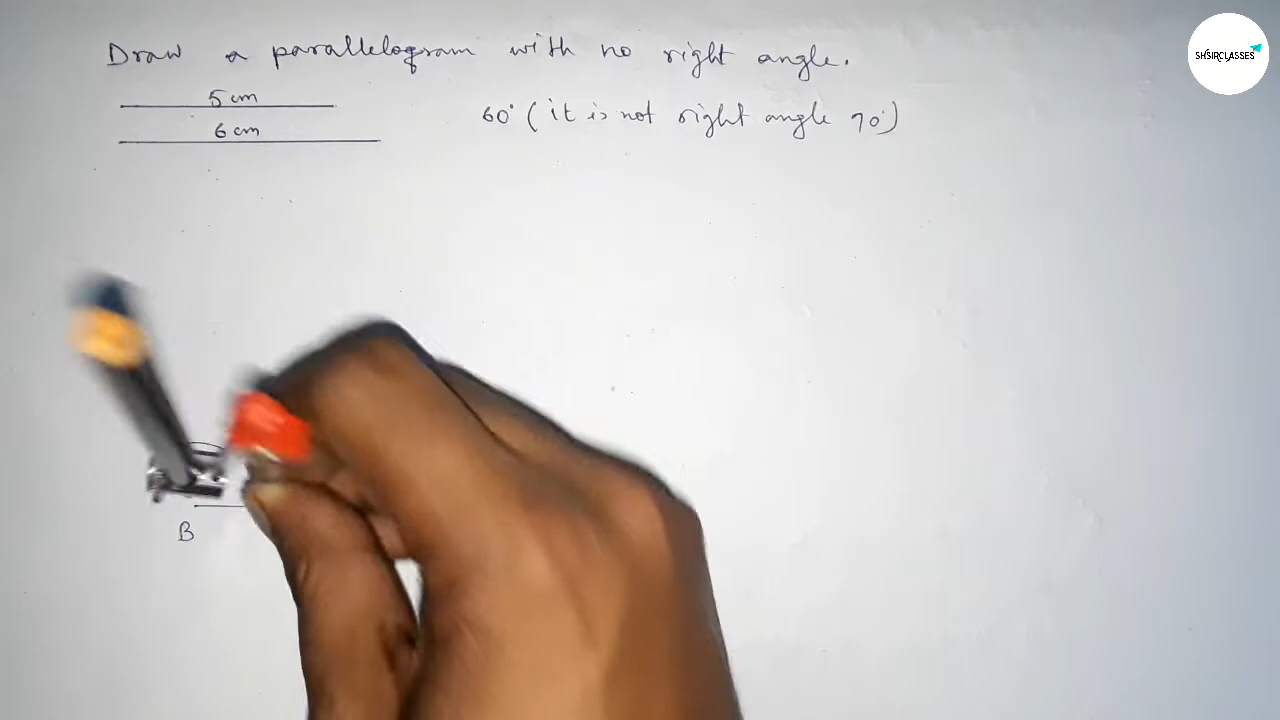 Draw a parallelogram with no right angle.
5 cm
6 cm
60° (it is not right angle 90°)
B
SHSIRCLASSES